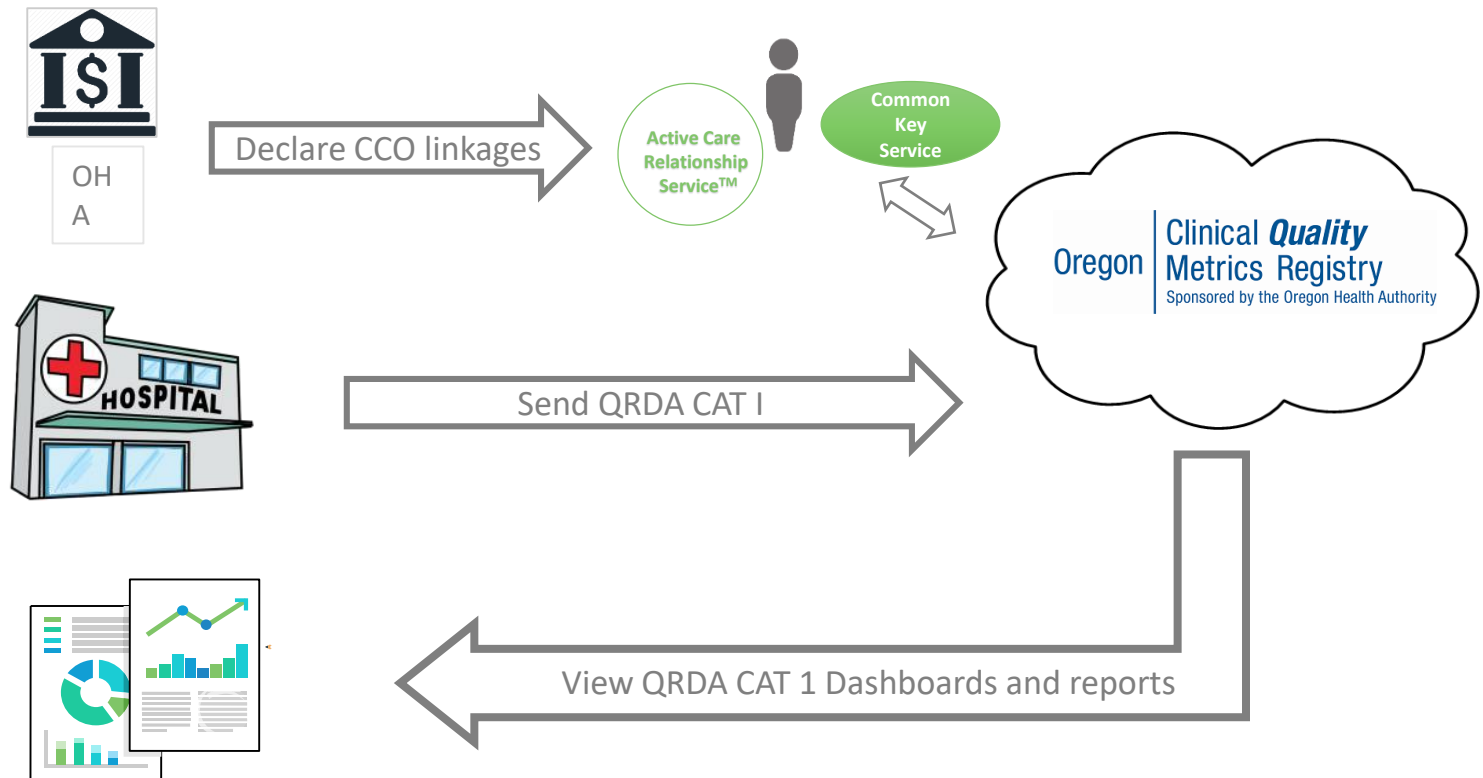 $
OH
A
Declare CCO linkages
Active Care
Relationship
Service™
Common
Key
Service
Oregon
Clinical Quality
Metrics Registry
Sponsored by the Oregon Health Authority
HOSPITAL
Send QRDA CAT I
View QRDA CAT 1 Dashboards and reports